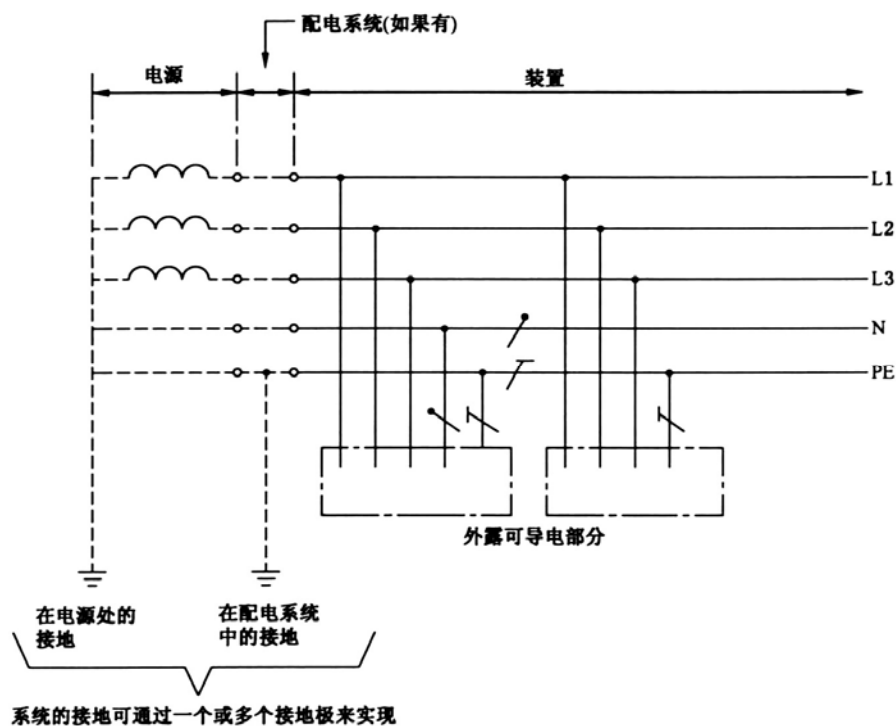 配电系统(如果有)
电源
装置
L1
L2
L3
N
PE
外露可导电部分
在电源处的
接地
在配电系统
中的接地
系统的接地可通过一个或多个接地极来实现